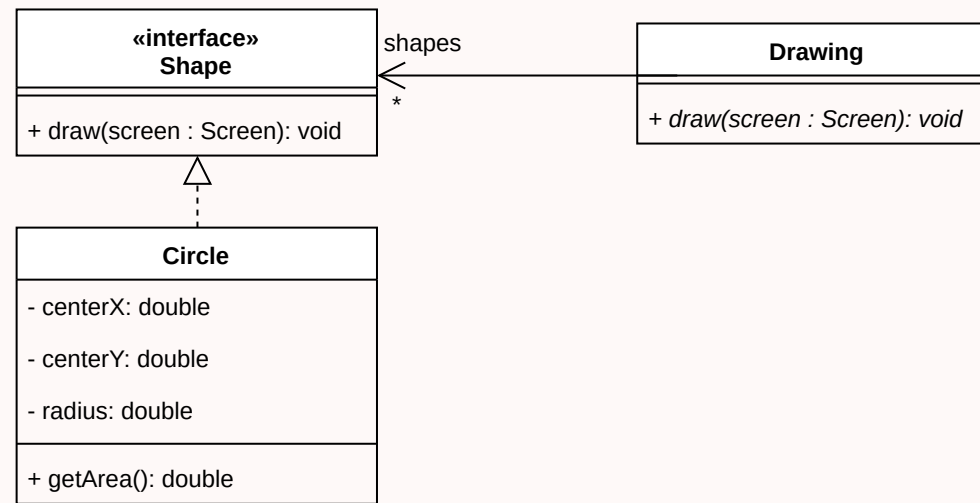 «interface»
Shape
+ draw(screen : Screen): void
shapes
*
Drawing
+ draw(screen : Screen): void
Circle
- centerX: double
- centerY: double
- radius: double
+ getArea(): double